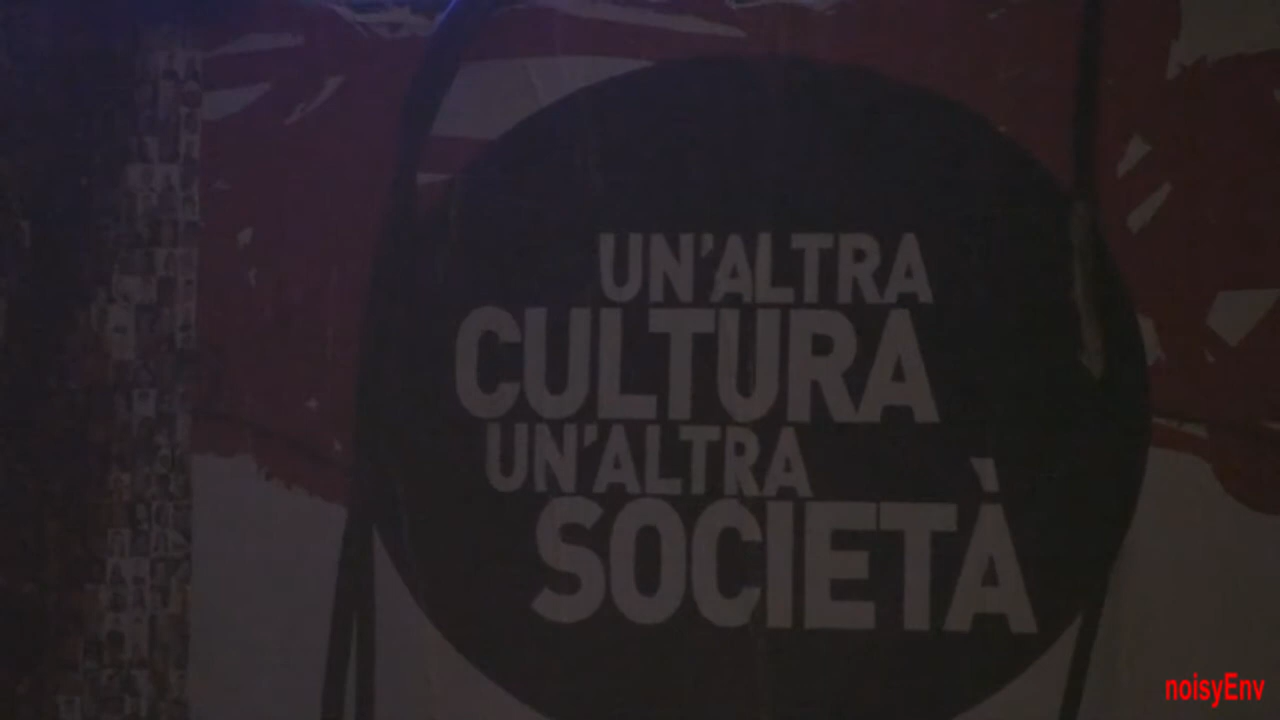 UN'ALTRA
CULTURA
UN'ALTRA
SOCIETÀ
noisyEnv